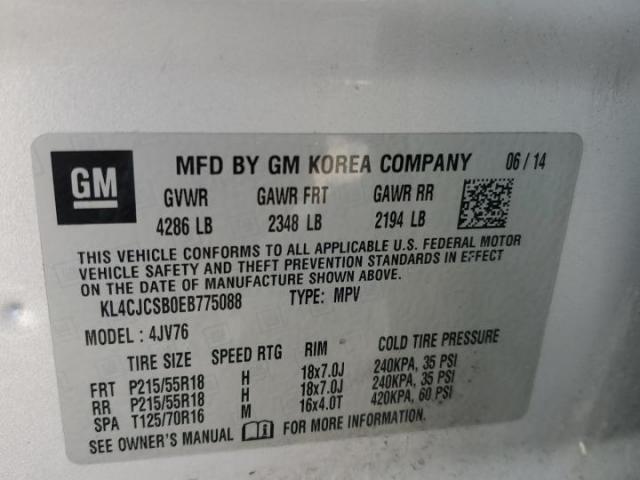 GM MFD BY GM KOREA COMPANY 06/14
GVWR GAWR FRT GAWR RR
4286 LB 2348 LB 2194 LB
THIS VEHICLE CONFORMS TO ALL APPLICABLE U.S. FEDERAL MOTOR
VEHICLE SAFETY AND THEFT PREVENTION STANDARDS IN EFFECT
ON THE DATE OF MANUFACTURE SHOWN ABOVE.
KL4CJCSB0EB775088 TYPE: MPV
MODEL: 4JV76
TIRE SIZE SPEED RTG RIM COLD TIRE PRESSURE
FRT P215/55R18 H 18x7.0J 240KPA, 35 PSI
RR P215/55R18 H 18x7.0J 240KPA, 35 PSI
SPA T125/70R16 M 16x4.0T 420KPA, 60 PSI
SEE OWNER'S MANUAL FOR MORE INFORMATION